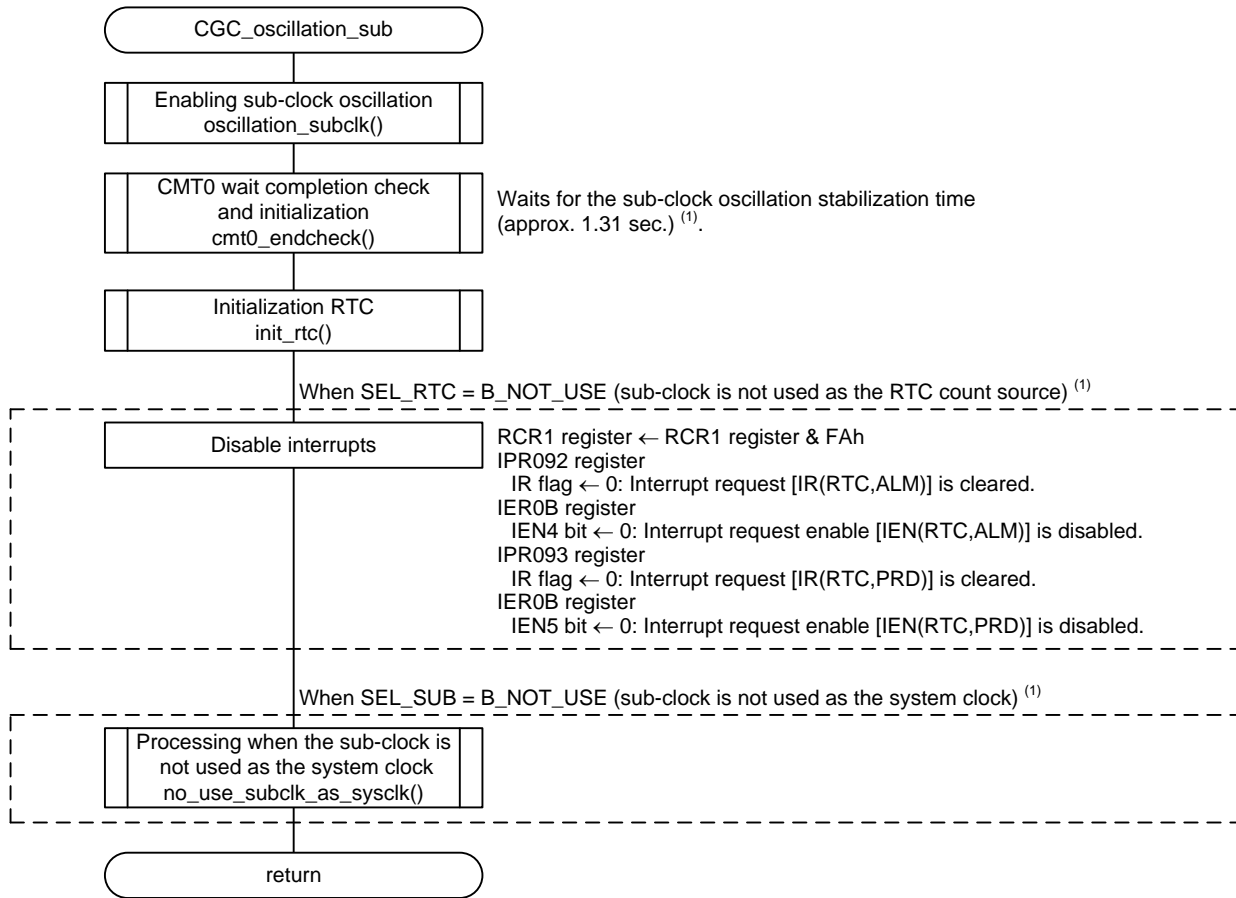 CGC_oscillation_sub
Enabling sub-clock oscillation
oscillation_subclk()
CMT0 wait completion check
and initialization
cmt0_endcheck()
Waits for the sub-clock oscillation stabilization time
(approx. 1.31 sec.) (1).
Initialization RTC
init_rtc()
When SEL_RTC = B_NOT_USE (sub-clock is not used as the RTC count source) (1)
Disable interrupts
RCR1 register ← RCR1 register & FAh
IPR092 register
IR flag ← 0: Interrupt request [IR(RTC,ALM)] is cleared.
IER0B register
IEN4 bit ← 0: Interrupt request enable [IEN(RTC,ALM)] is disabled.
IPR093 register
IR flag ← 0: Interrupt request [IR(RTC,PRD)] is cleared.
IER0B register
IEN5 bit ← 0: Interrupt request enable [IEN(RTC,PRD)] is disabled.
When SEL_SUB = B_NOT_USE (sub-clock is not used as the system clock) (1)
Processing when the sub-clock is
not used as the system clock
no_use_subclk_as_sysclk()
return